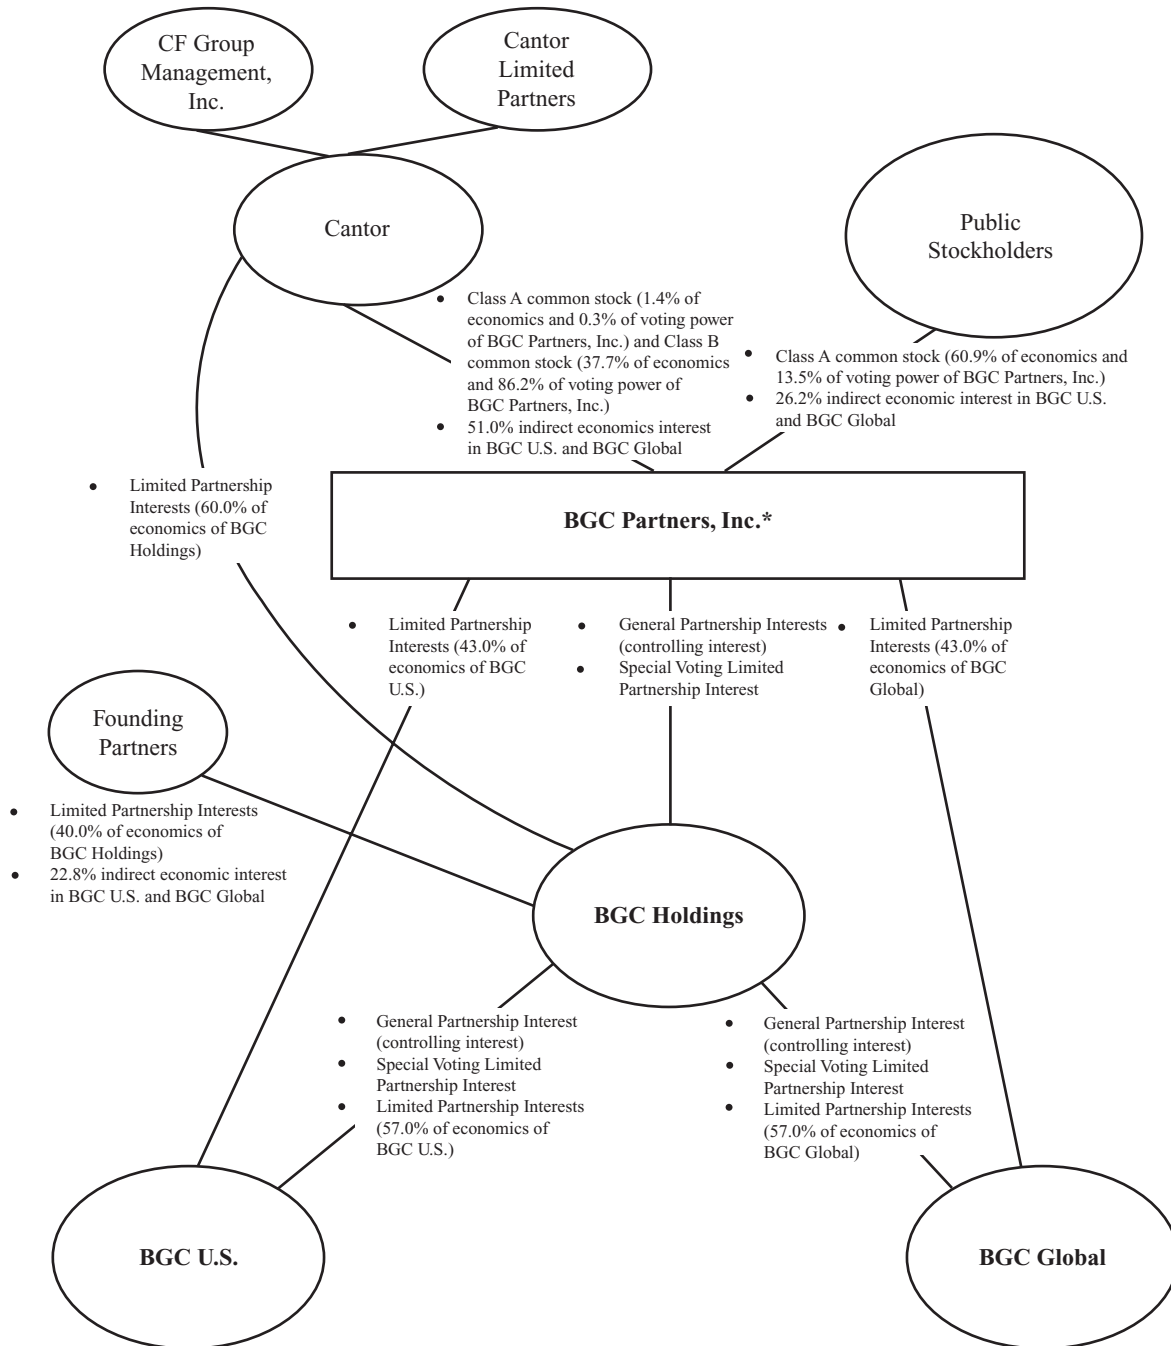 CF Group
Management,
Inc.
Cantor
Limited
Partners
Cantor
Public
Stockholders
• Class A common stock (1.4% of
economics and 0.3% of voting power
of BGC Partners, Inc.) and Class B
common stock (37.7% of economics
and 86.2% of voting power of
BGC Partners, Inc.)
• 51.0% indirect economics interest
in BGC U.S. and BGC Global
• Class A common stock (60.9% of economics and
13.5% of voting power of BGC Partners, Inc.)
• 26.2% indirect economic interest in BGC U.S.
and BGC Global
• Limited Partnership
Interests (60.0% of
economics of BGC
Holdings)
BGC Partners, Inc.*
• Limited Partnership
Interests (43.0% of
economics of BGC
U.S.)
• General Partnership Interests
(controlling interest)
• Special Voting Limited
Partnership Interest
• Limited Partnership
Interests (43.0% of
economics of BGC
Global)
Founding
Partners
• Limited Partnership Interests
(40.0% of economics of
BGC Holdings)
• 22.8% indirect economic interest
in BGC U.S. and BGC Global
BGC Holdings
• General Partnership Interest
(controlling interest)
• Special Voting Limited
Partnership Interest
• Limited Partnership Interests
(57.0% of economics of
BGC U.S.)
• General Partnership Interest
(controlling interest)
• Special Voting Limited
Partnership Interest
• Limited Partnership Interests
(57.0% of economics of
BGC Global)
BGC U.S.
BGC Global